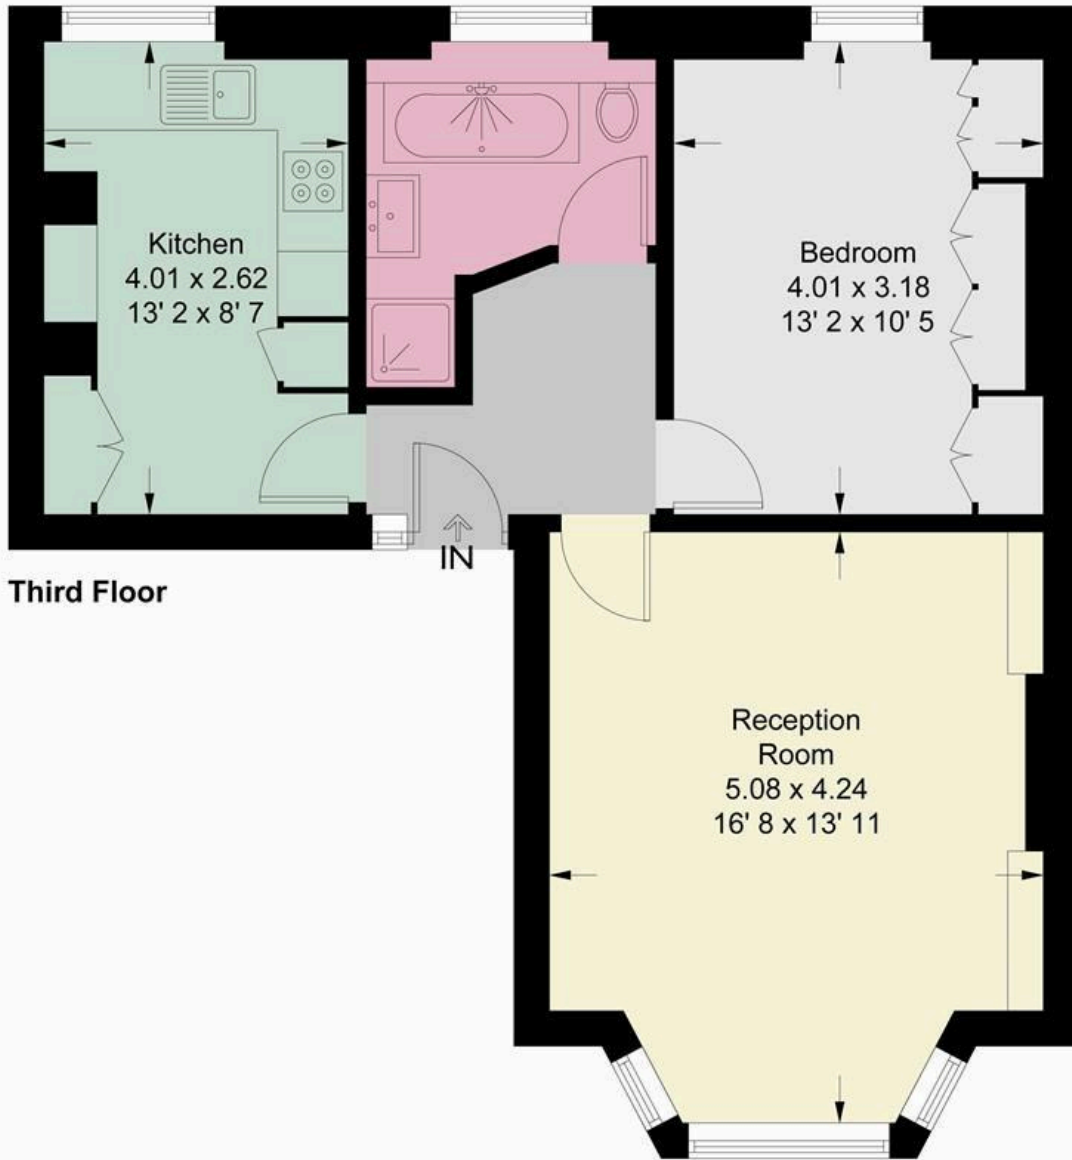 Kitchen
4.01 x 2.62
13' 2 x 8' 7
Bedroom
4.01 x 3.18
13' 2 x 10' 5
IN
Third Floor
Reception
Room
5.08 x 4.24
16' 8 x 13' 11